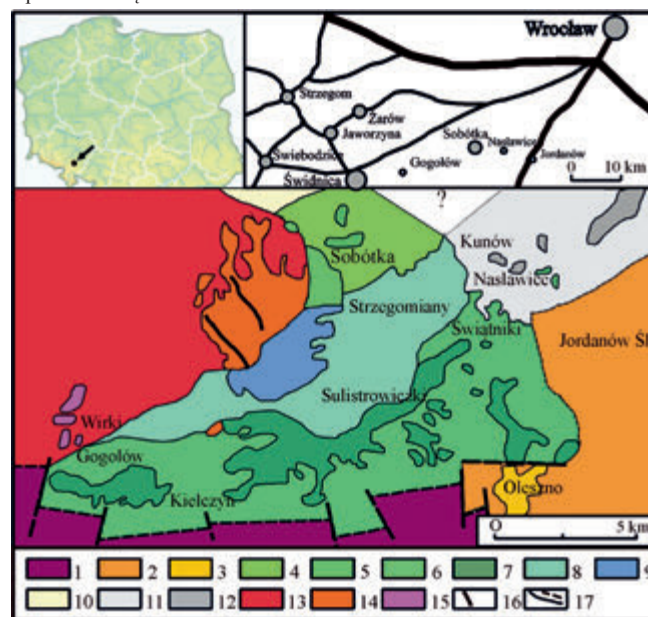 Wrocław
Strzegom
Żarów
Jaworzyna
Sobótka
Nasławice
Świebodzice
Gogołów
Jordanów
Świdnica
0 10 km
?
Kunów
Sobótka
Nasławice
Strzegomiany
Świątniki
Jordanów Śl
Sulistrowiczki
Wirki
Gogołów
Kiełczyn
Oleszno
0 5 km
1 2 3 4 5 6 7 8 9
10 11 12 13 14 15 16 17